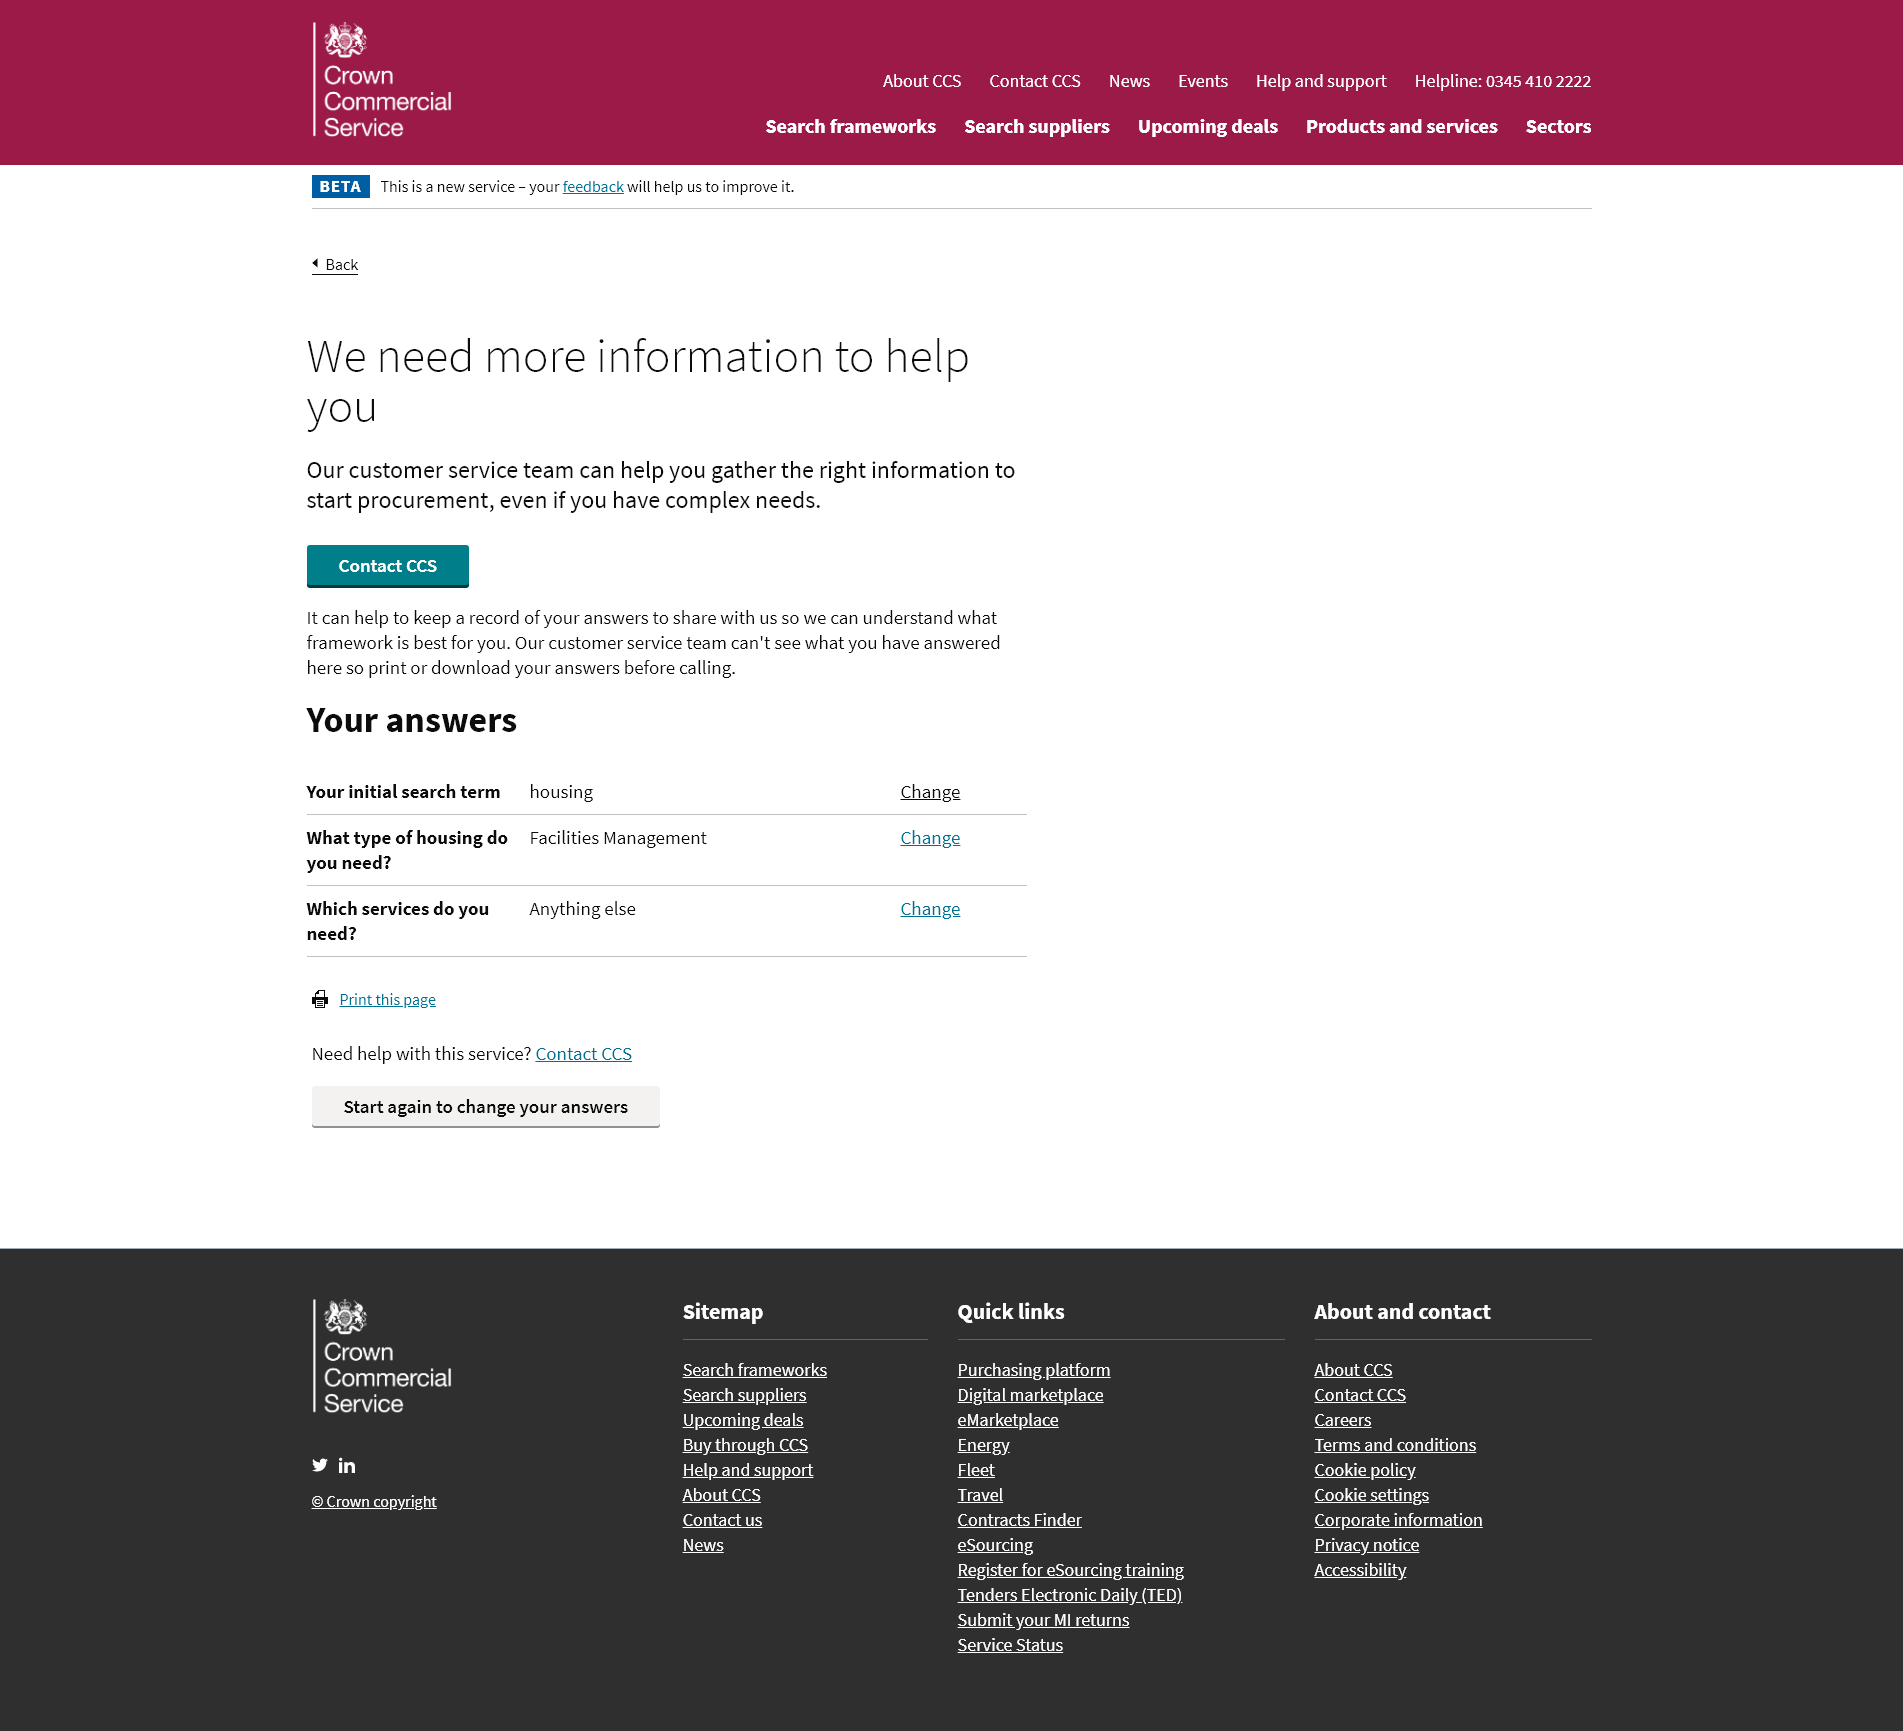 Crown
Commercial
Service
About CCS Contact CCS News Events Help and support Helpline: 0345 410 2222
Search frameworks Search suppliers Upcoming deals Products and services Sectors
BETA This is a new service – your feedback will help us to improve it.
Back
We need more information to help
you
Our customer service team can help you gather the right information to
start procurement, even if you have complex needs.
Contact CCS
It can help to keep a record of your answers to share with us so we can understand what
framework is best for you. Our customer service team can't see what you have answered
here so print or download your answers before calling.
Your answers
Your initial search term housing Change
What type of housing do Facilities Management Change
you need?
Which services do you Anything else Change
need?
Print this page
Need help with this service? Contact CCS
Start again to change your answers
Crown
Commercial
Service
© Crown copyright
Sitemap
Search frameworks
Search suppliers
Upcoming deals
Buy through CCS
Help and support
About CCS
Contact us
News
Quick links
Purchasing platform
Digital marketplace
eMarketplace
Energy
Fleet
Travel
Contracts Finder
eSourcing
Register for eSourcing training
Tenders Electronic Daily (TED)
Submit your MI returns
Service Status
About and contact
About CCS
Contact CCS
Careers
Terms and conditions
Cookie policy
Cookie settings
Corporate information
Privacy notice
Accessibility